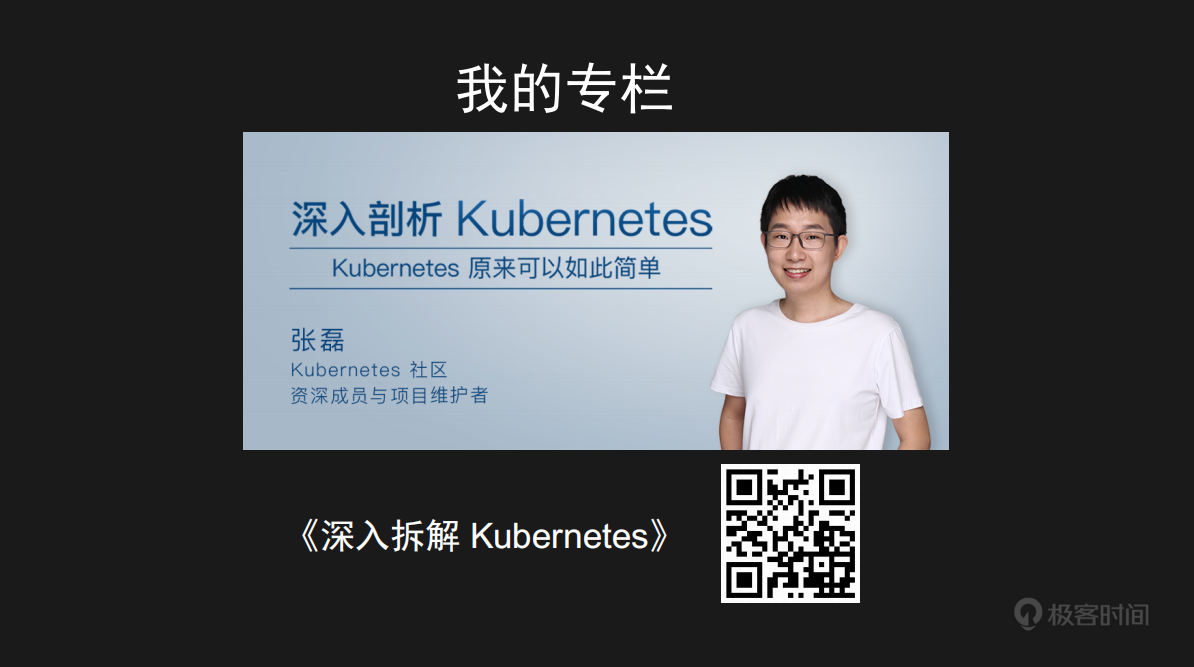 我的专栏
深入剖析 Kubernetes
Kubernetes 原来可以如此简单
张磊
Kubernetes 社区
资深成员与项目维护者
《深入拆解 Kubernetes》
极客时间